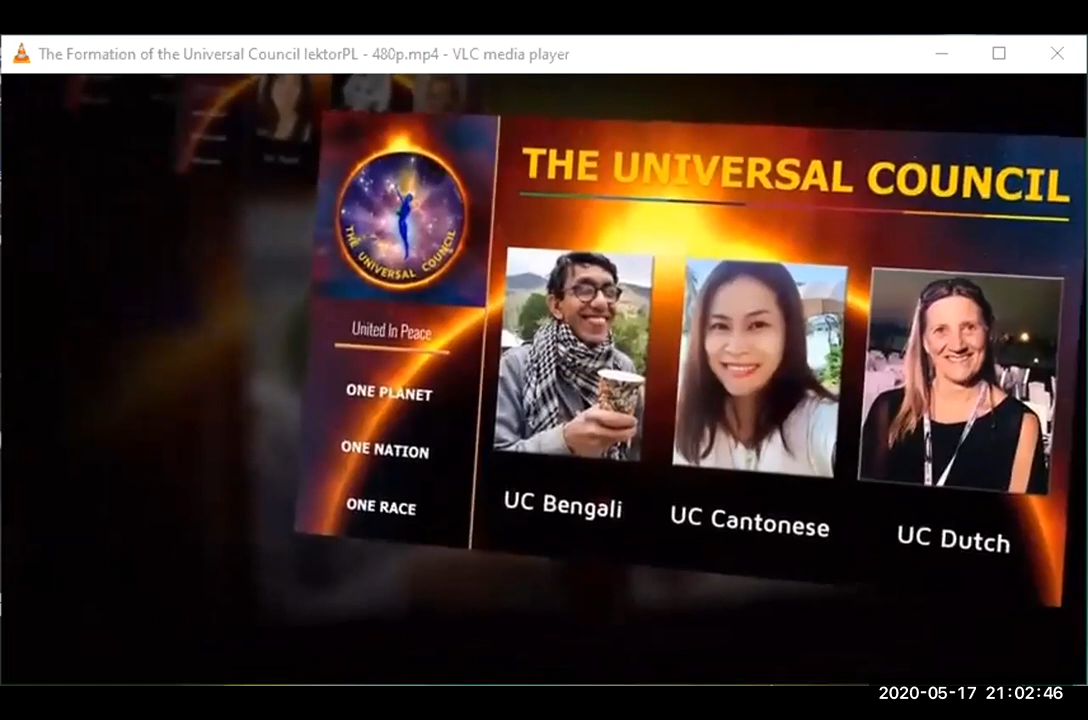 The Formation of the Universal Council lektorPL - 480p.mp4 - VLC media player
THE UNIVERSAL COUNCIL
THE UNIVERSAL COUNCIL
United In Peace
ONE PLANET
ONE NATION
ONE RACE
UC Bengali
UC Cantonese
UC Dutch
2020-05-17 21:02:46